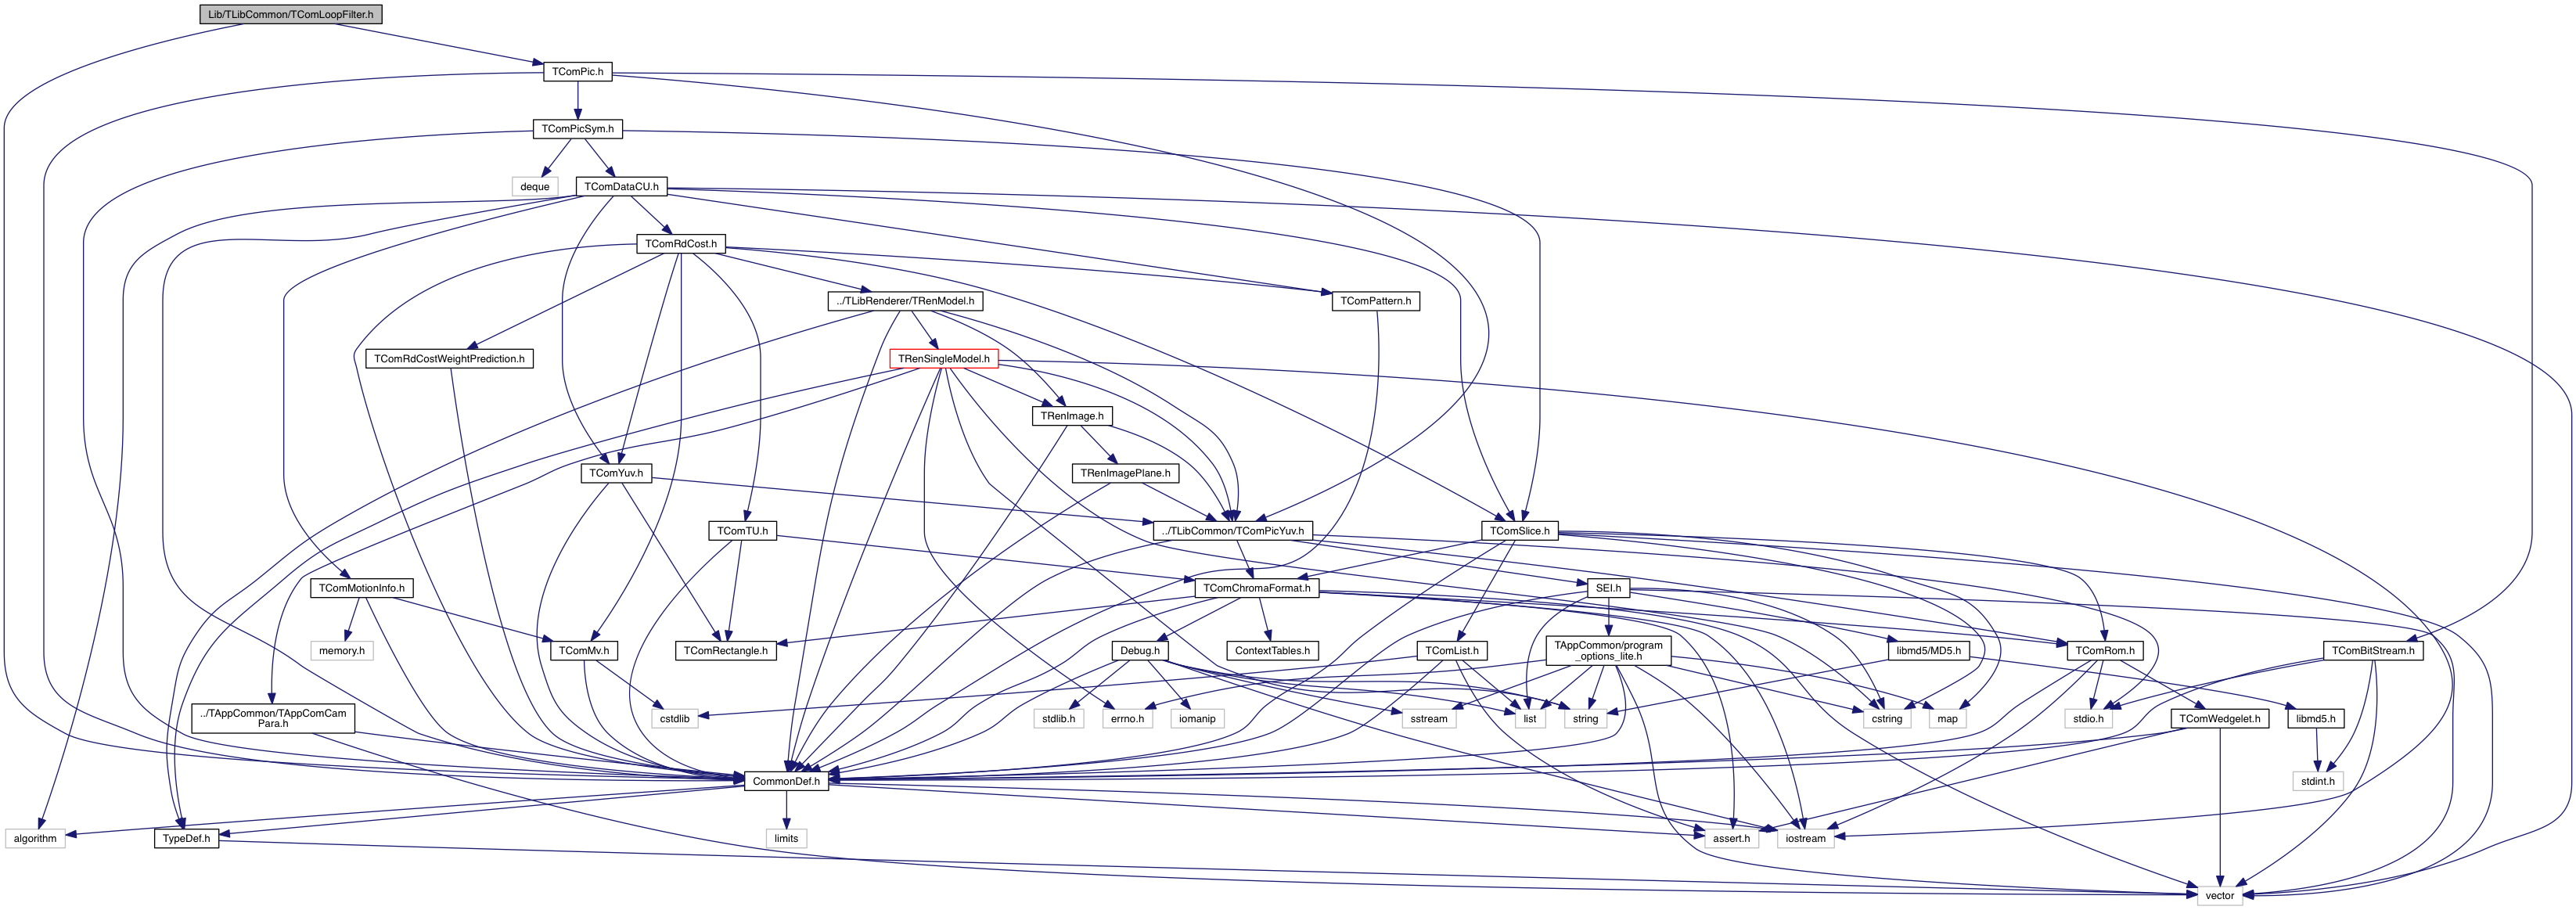 Lib/TLibCommon/TComLoopFilter.h
TComPic.h
TComPicSym.h
deque
TComDataCU.h
TComRdCost.h
../TLibRenderer/TRenModel.h
TComPattern.h
TComRdCostWeightPrediction.h
TRenSingleModel.h
TRenImage.h
TComYuv.h
TRenImagePlane.h
TComTU.h
../TLibCommon/TComPicYuv.h
TComSlice.h
TComMotionInfo.h
TComChromaFormat.h
SEI.h
memory.h
TComMv.h
TComRectangle.h
Debug.h
ContextTables.h
TComList.h
TAppCommon/program
_options_lite.h
libmd5/MD5.h
TComRom.h
TComBitStream.h
../TAppCommon/TAppComCam
Para.h
cstdlib
stdlib.h
errno.h
iomanip
sstream
list
string
cstring
map
stdio.h
TComWedgelet.h
libmd5.h
CommonDef.h
stdint.h
algorithm
TypeDef.h
limits
assert.h
iostream
vector